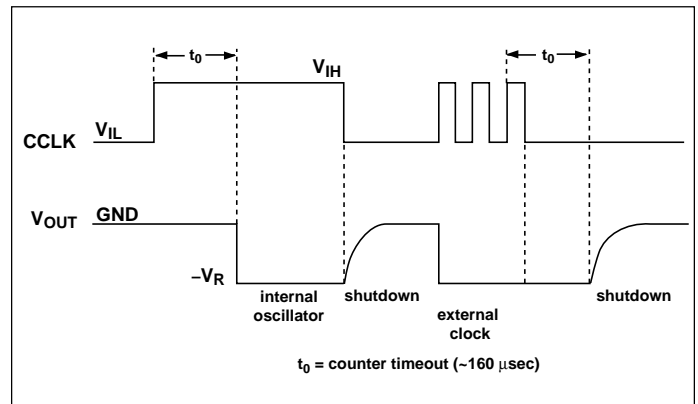 t0
t0
VIH
CCLK
VIL
VOUT
GND
–VR
internal
oscillator
shutdown
external
clock
shutdown
t0 = counter timeout (~160 µsec)